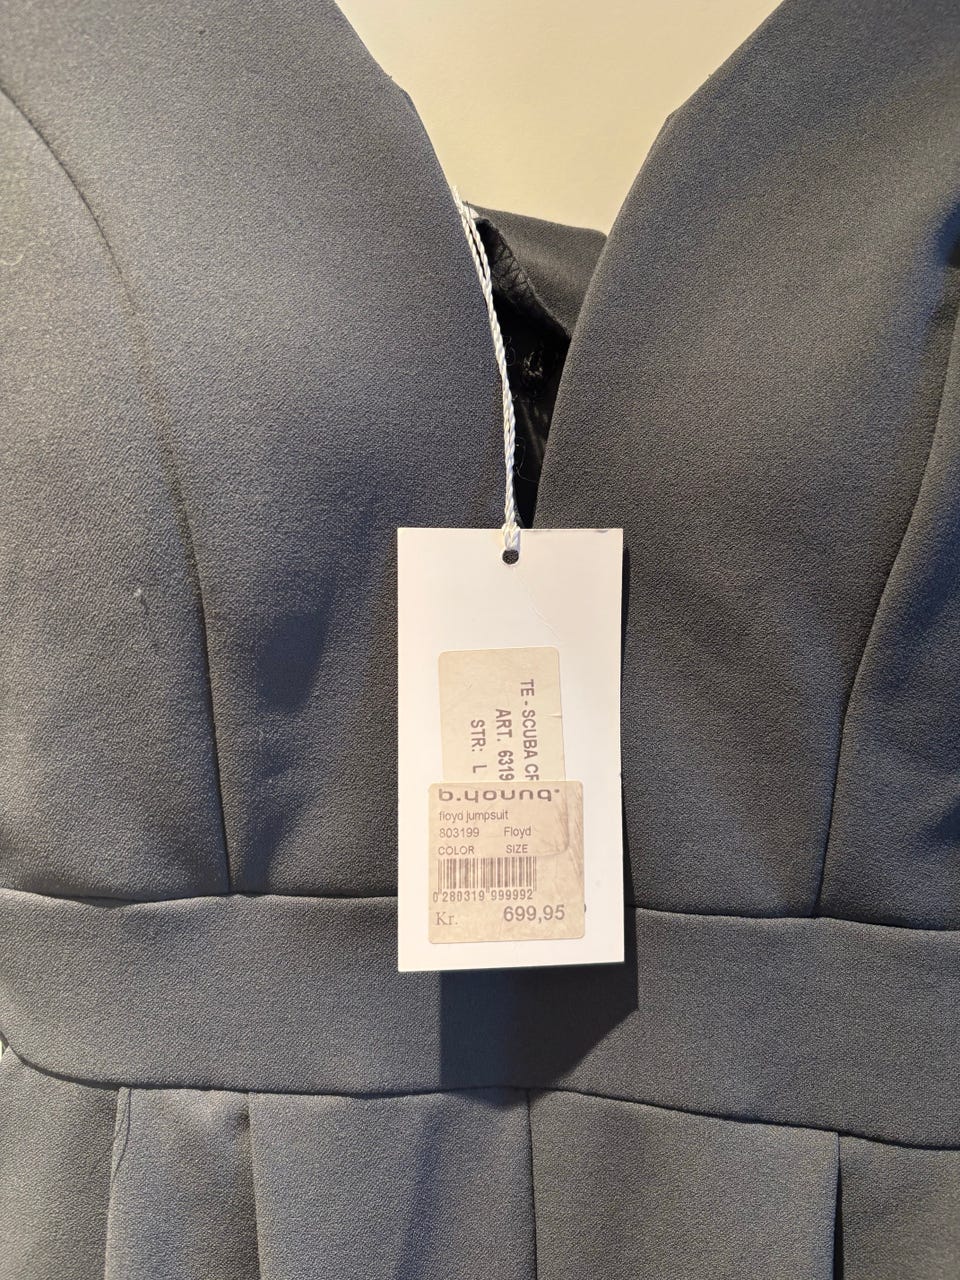 TE - SCUBA CR
ART. 6319
STR: L
b.young
floyd jumpsuit
803199 Floyd
COLOR SIZE
0 280319 999992
Kr. 699,95